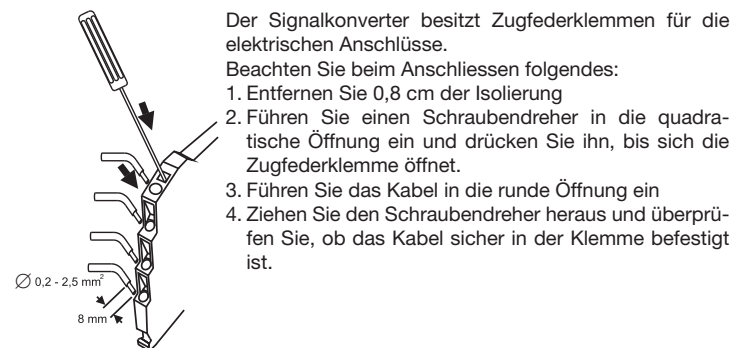 Der Signalkonverter besitzt Zugfederklemmen für die
elektrischen Anschlüsse.
Beachten Sie beim Anschliessen folgendes:
1. Entfernen Sie 0,8 cm der Isolierung
2. Führen Sie einen Schraubendreher in die quadra-
tische Öffnung ein und drücken Sie ihn, bis sich die
Zugfederklemme öffnet.
3. Führen Sie das Kabel in die runde Öffnung ein
4. Ziehen Sie den Schraubendreher heraus und überprü-
fen Sie, ob das Kabel sicher in der Klemme befestigt
ist.
∅ 0,2 - 2,5 mm²
8 mm